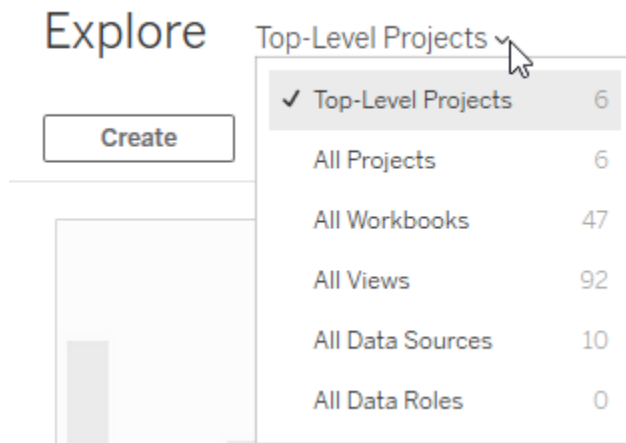 Explore Top-Level Projects
✓ Top-Level Projects 6
Create
All Projects 6
All Workbooks 47
All Views 92
All Data Sources 10
All Data Roles 0